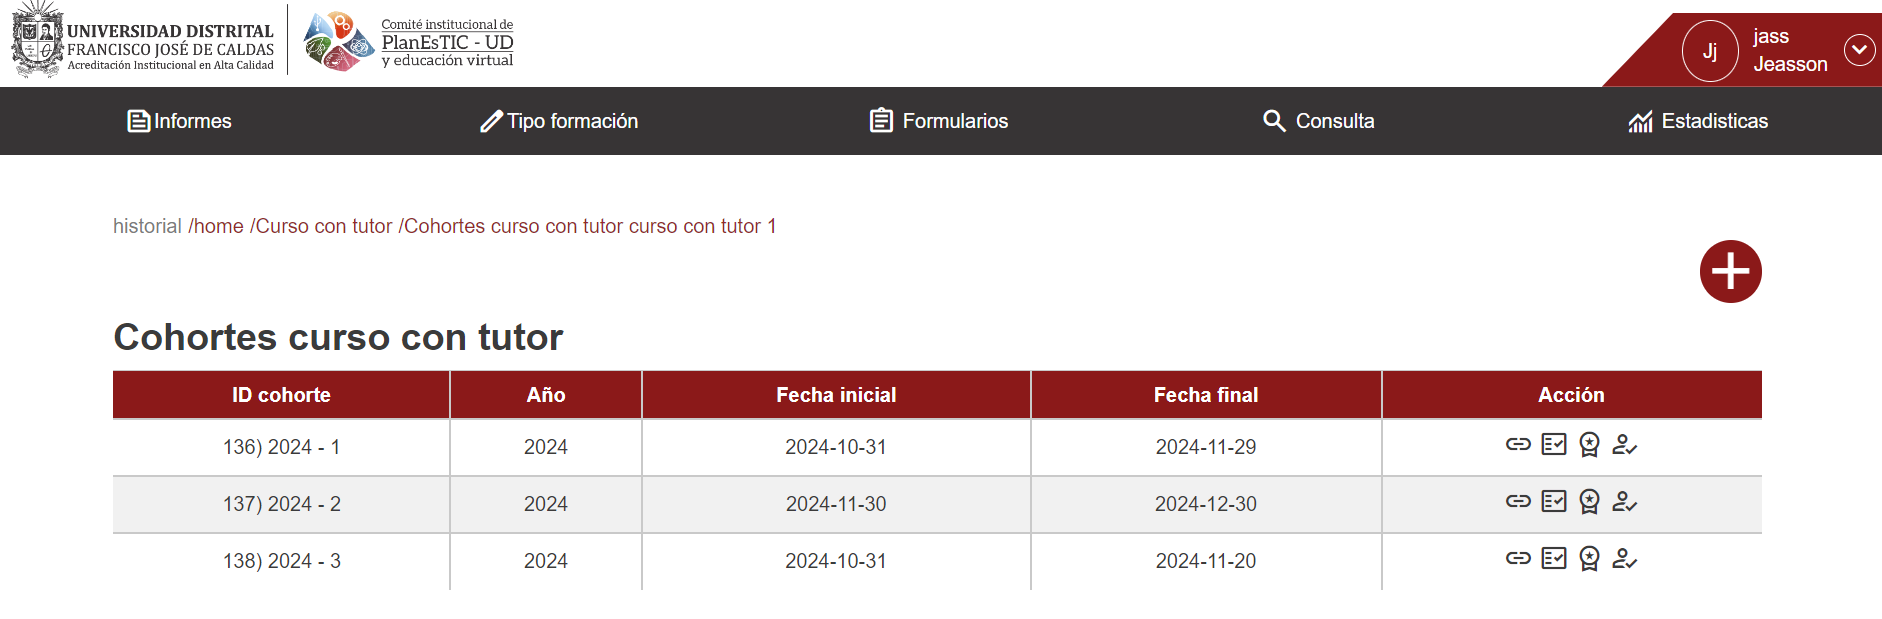 UNIVERSIDAD DISTRITAL
FRANCISCO JOSÉ DE CALDAS
Acreditación Institucional en Alta Calidad
Comité institucional de
PlanEsTIC - UD
y educación virtual
Jj
jass
Jeasson
Informes
Tipo formación
Formularios
Consulta
Estadisticas
historial /home /Curso con tutor /Cohortes curso con tutor curso con tutor 1
Cohortes curso con tutor
ID cohorte Año Fecha inicial Fecha final Acción
136) 2024 - 1 2024 2024-10-31 2024-11-29
137) 2024 - 2 2024 2024-11-30 2024-12-30
138) 2024 - 3 2024 2024-10-31 2024-11-20